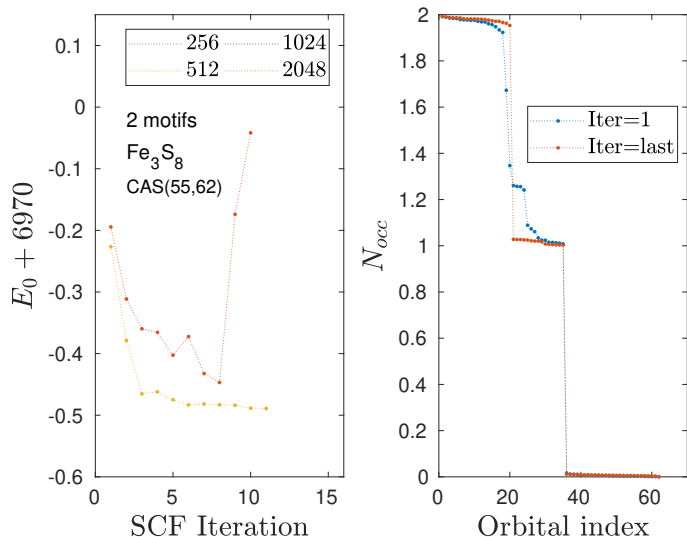 0.1
0
-0.1
-0.2
-0.3
-0.4
-0.5
-0.6
0 5 10 15
E₀ + 6970
SCF Iteration
256 1024
512 2048
2 motifs
Fe₃S₈
CAS(55,62)
2
1.8
1.6
1.4
1.2
1
0.8
0.6
0.4
0.2
0
0 20 40 60
N_occ
Orbital index
Iter=1
Iter=last